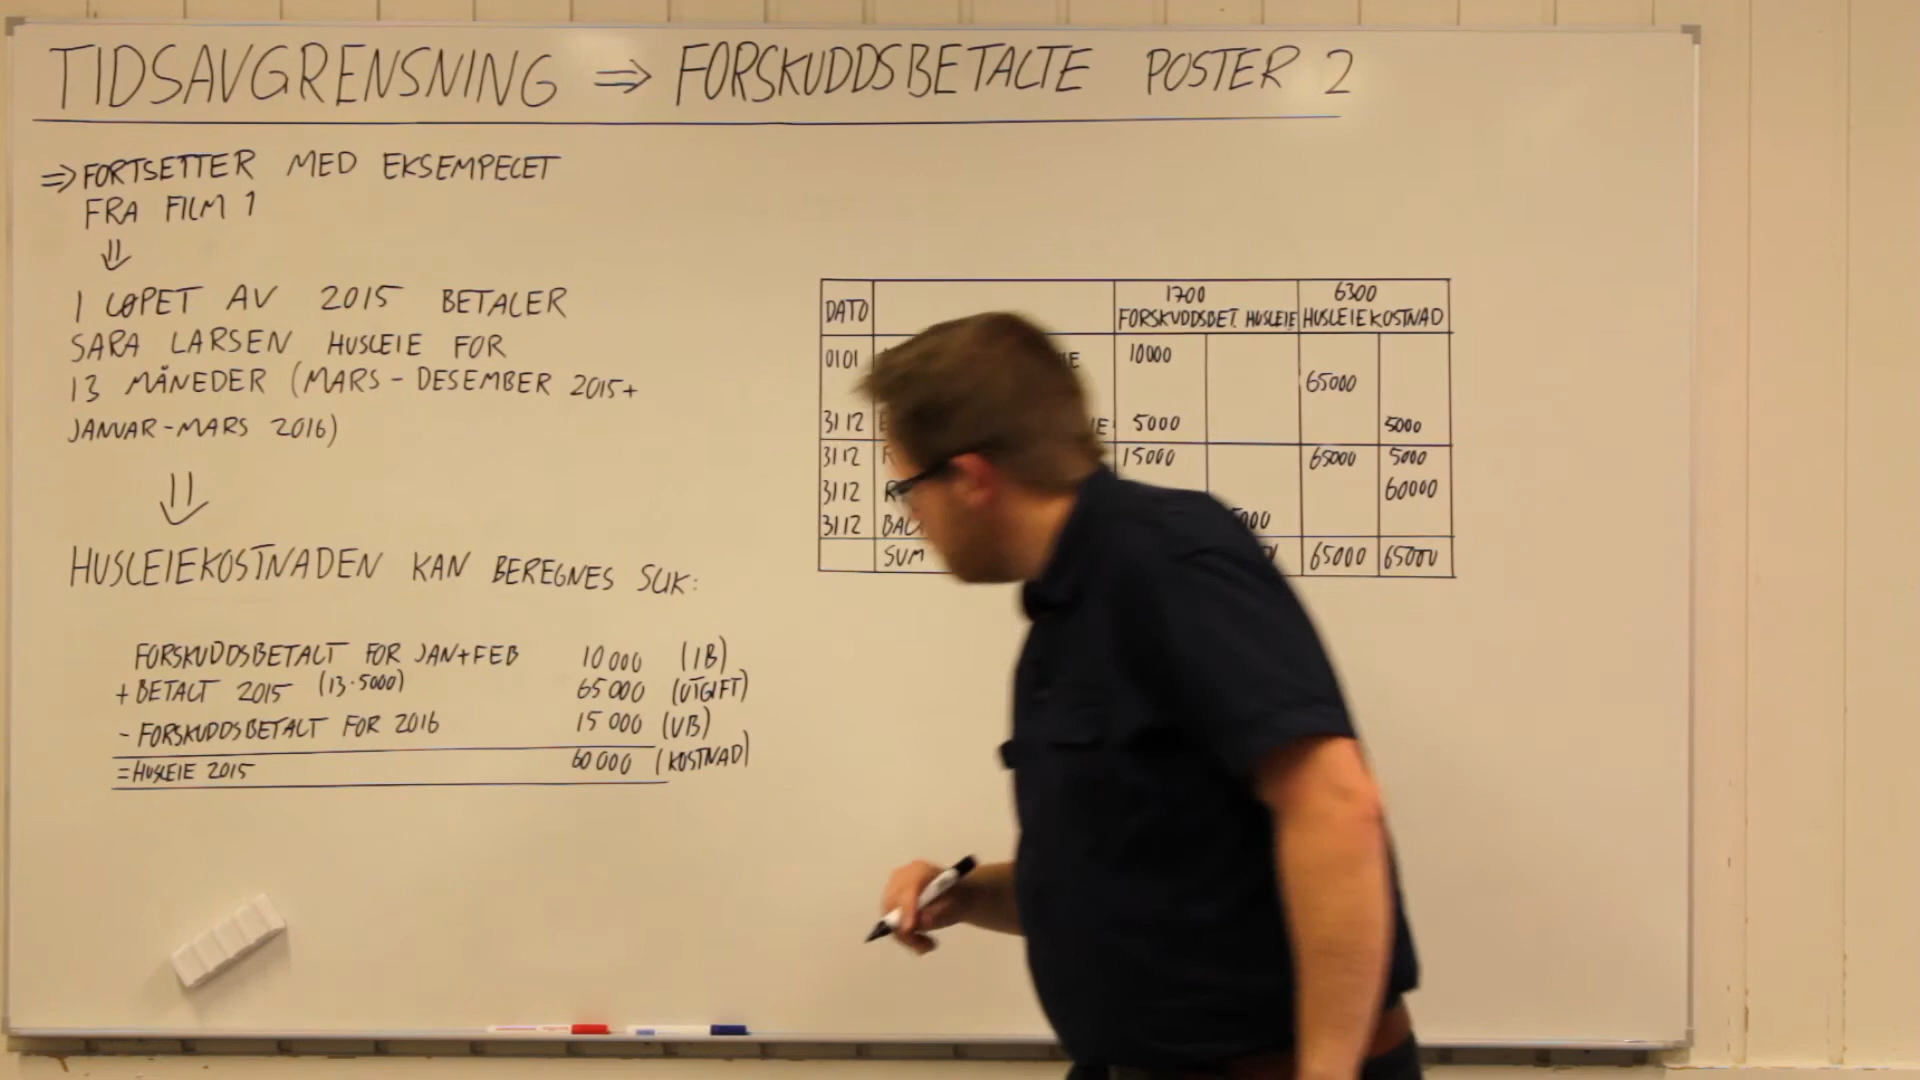 TIDSAVGRENSNING ⇒ FORSKUDDSBETALTE POSTER 2
⇒ FORTSETTER MED EKSEMPELET
FRA FILM 1
⇓
I LØPET AV 2015 BETALER
SARA LARSEN HUSLEIE FOR
13 MÅNEDER (MARS - DESEMBER 2015 +
JANUAR - MARS 2016)
⇓
HUSLEIEKOSTNADEN KAN BEREGNES SLIK:
FORSKUDDSBETALT FOR JAN+FEB 10 000 (IB)
+ BETALT 2015 (13·5000) 65 000 (UTGIFT)
- FORSKUDDSBETALT FOR 2016 15 000 (UB)
= HUSLEIE 2015 60 000 (KOSTNAD)
DATO 1700 6300
FORSKUDDSBET. HUSLEIE HUSLEIEKOSTNAD
0101 10000
65000
3112 5000 5000
3112 15000 65000 5000
3112 60000
3112
SUM 65000 65000